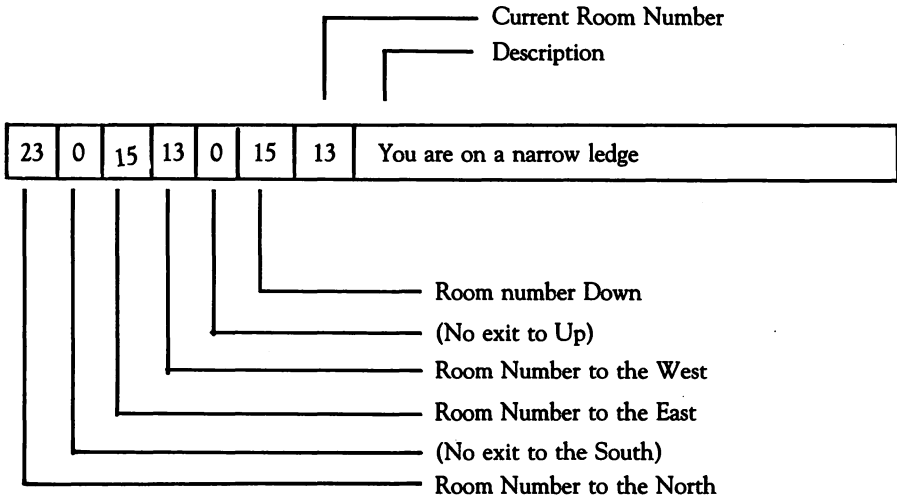 Current Room Number
Description
23 0 15 13 0 15 13 You are on a narrow ledge
Room number Down
(No exit to Up)
Room Number to the West
Room Number to the East
(No exit to the South)
Room Number to the North